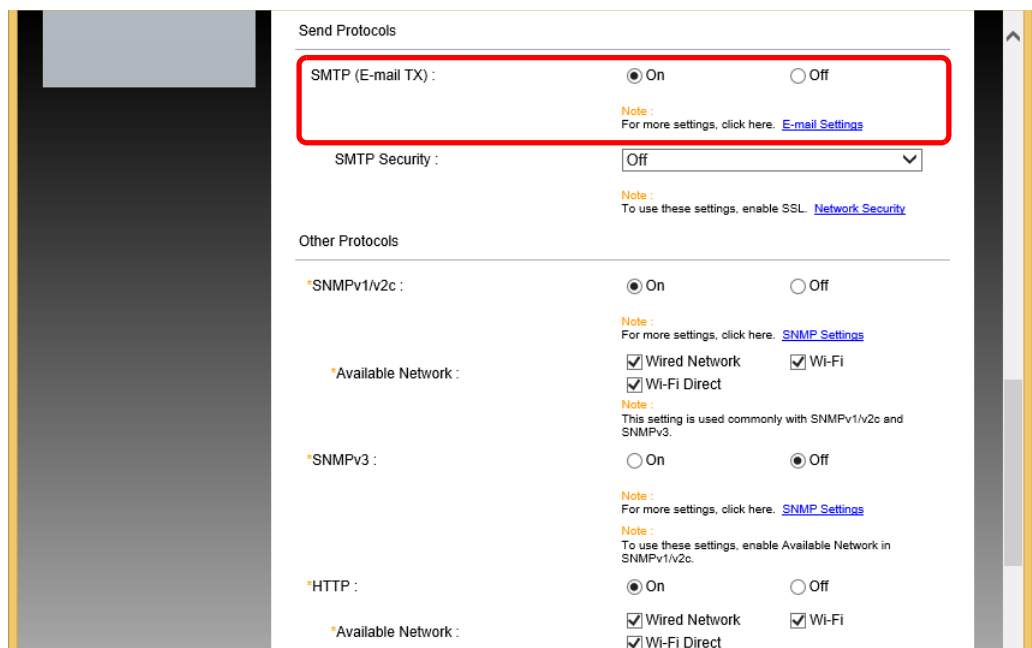 Send Protocols
SMTP (E-mail TX) : On Off
Note :
For more settings, click here. E-mail Settings
SMTP Security : Off
Note :
To use these settings, enable SSL. Network Security
Other Protocols
*SNMPv1/v2c : On Off
Note :
For more settings, click here. SNMP Settings
*Available Network : Wired Network Wi-Fi
Wi-Fi Direct
Note :
This setting is used commonly with SNMPv1/v2c and
SNMPv3.
*SNMPv3 : On Off
Note :
For more settings, click here. SNMP Settings
Note :
To use these settings, enable Available Network in
SNMPv1/v2c.
*HTTP : On Off
*Available Network : Wired Network Wi-Fi
Wi-Fi Direct